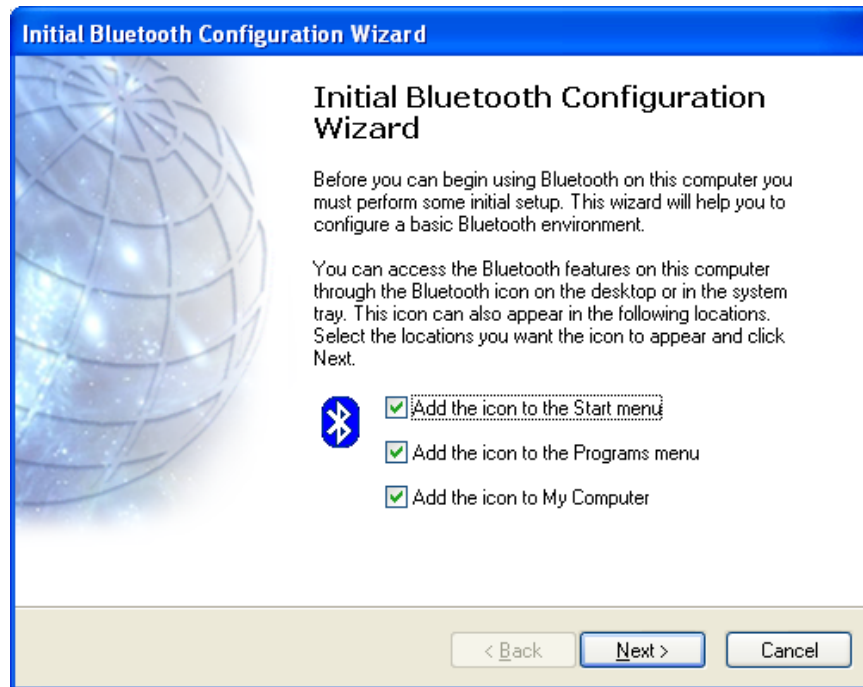 Initial Bluetooth Configuration Wizard
Initial Bluetooth Configuration
Wizard
Before you can begin using Bluetooth on this computer you
must perform some initial setup. This wizard will help you to
configure a basic Bluetooth environment.
You can access the Bluetooth features on this computer
through the Bluetooth icon on the desktop or in the system
tray. This icon can also appear in the following locations.
Select the locations you want the icon to appear and click
Next.
Add the icon to the Start menu
Add the icon to the Programs menu
Add the icon to My Computer
< Back Next > Cancel